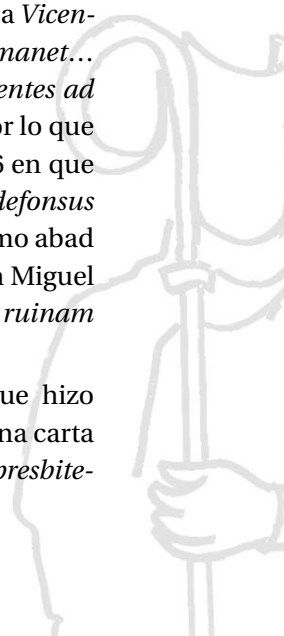 a Vicen-
manet…
entes ad
or lo que
6 en que
defonsus
mo abad
n Miguel
ruinam
ue hizo
na carta
presbite-